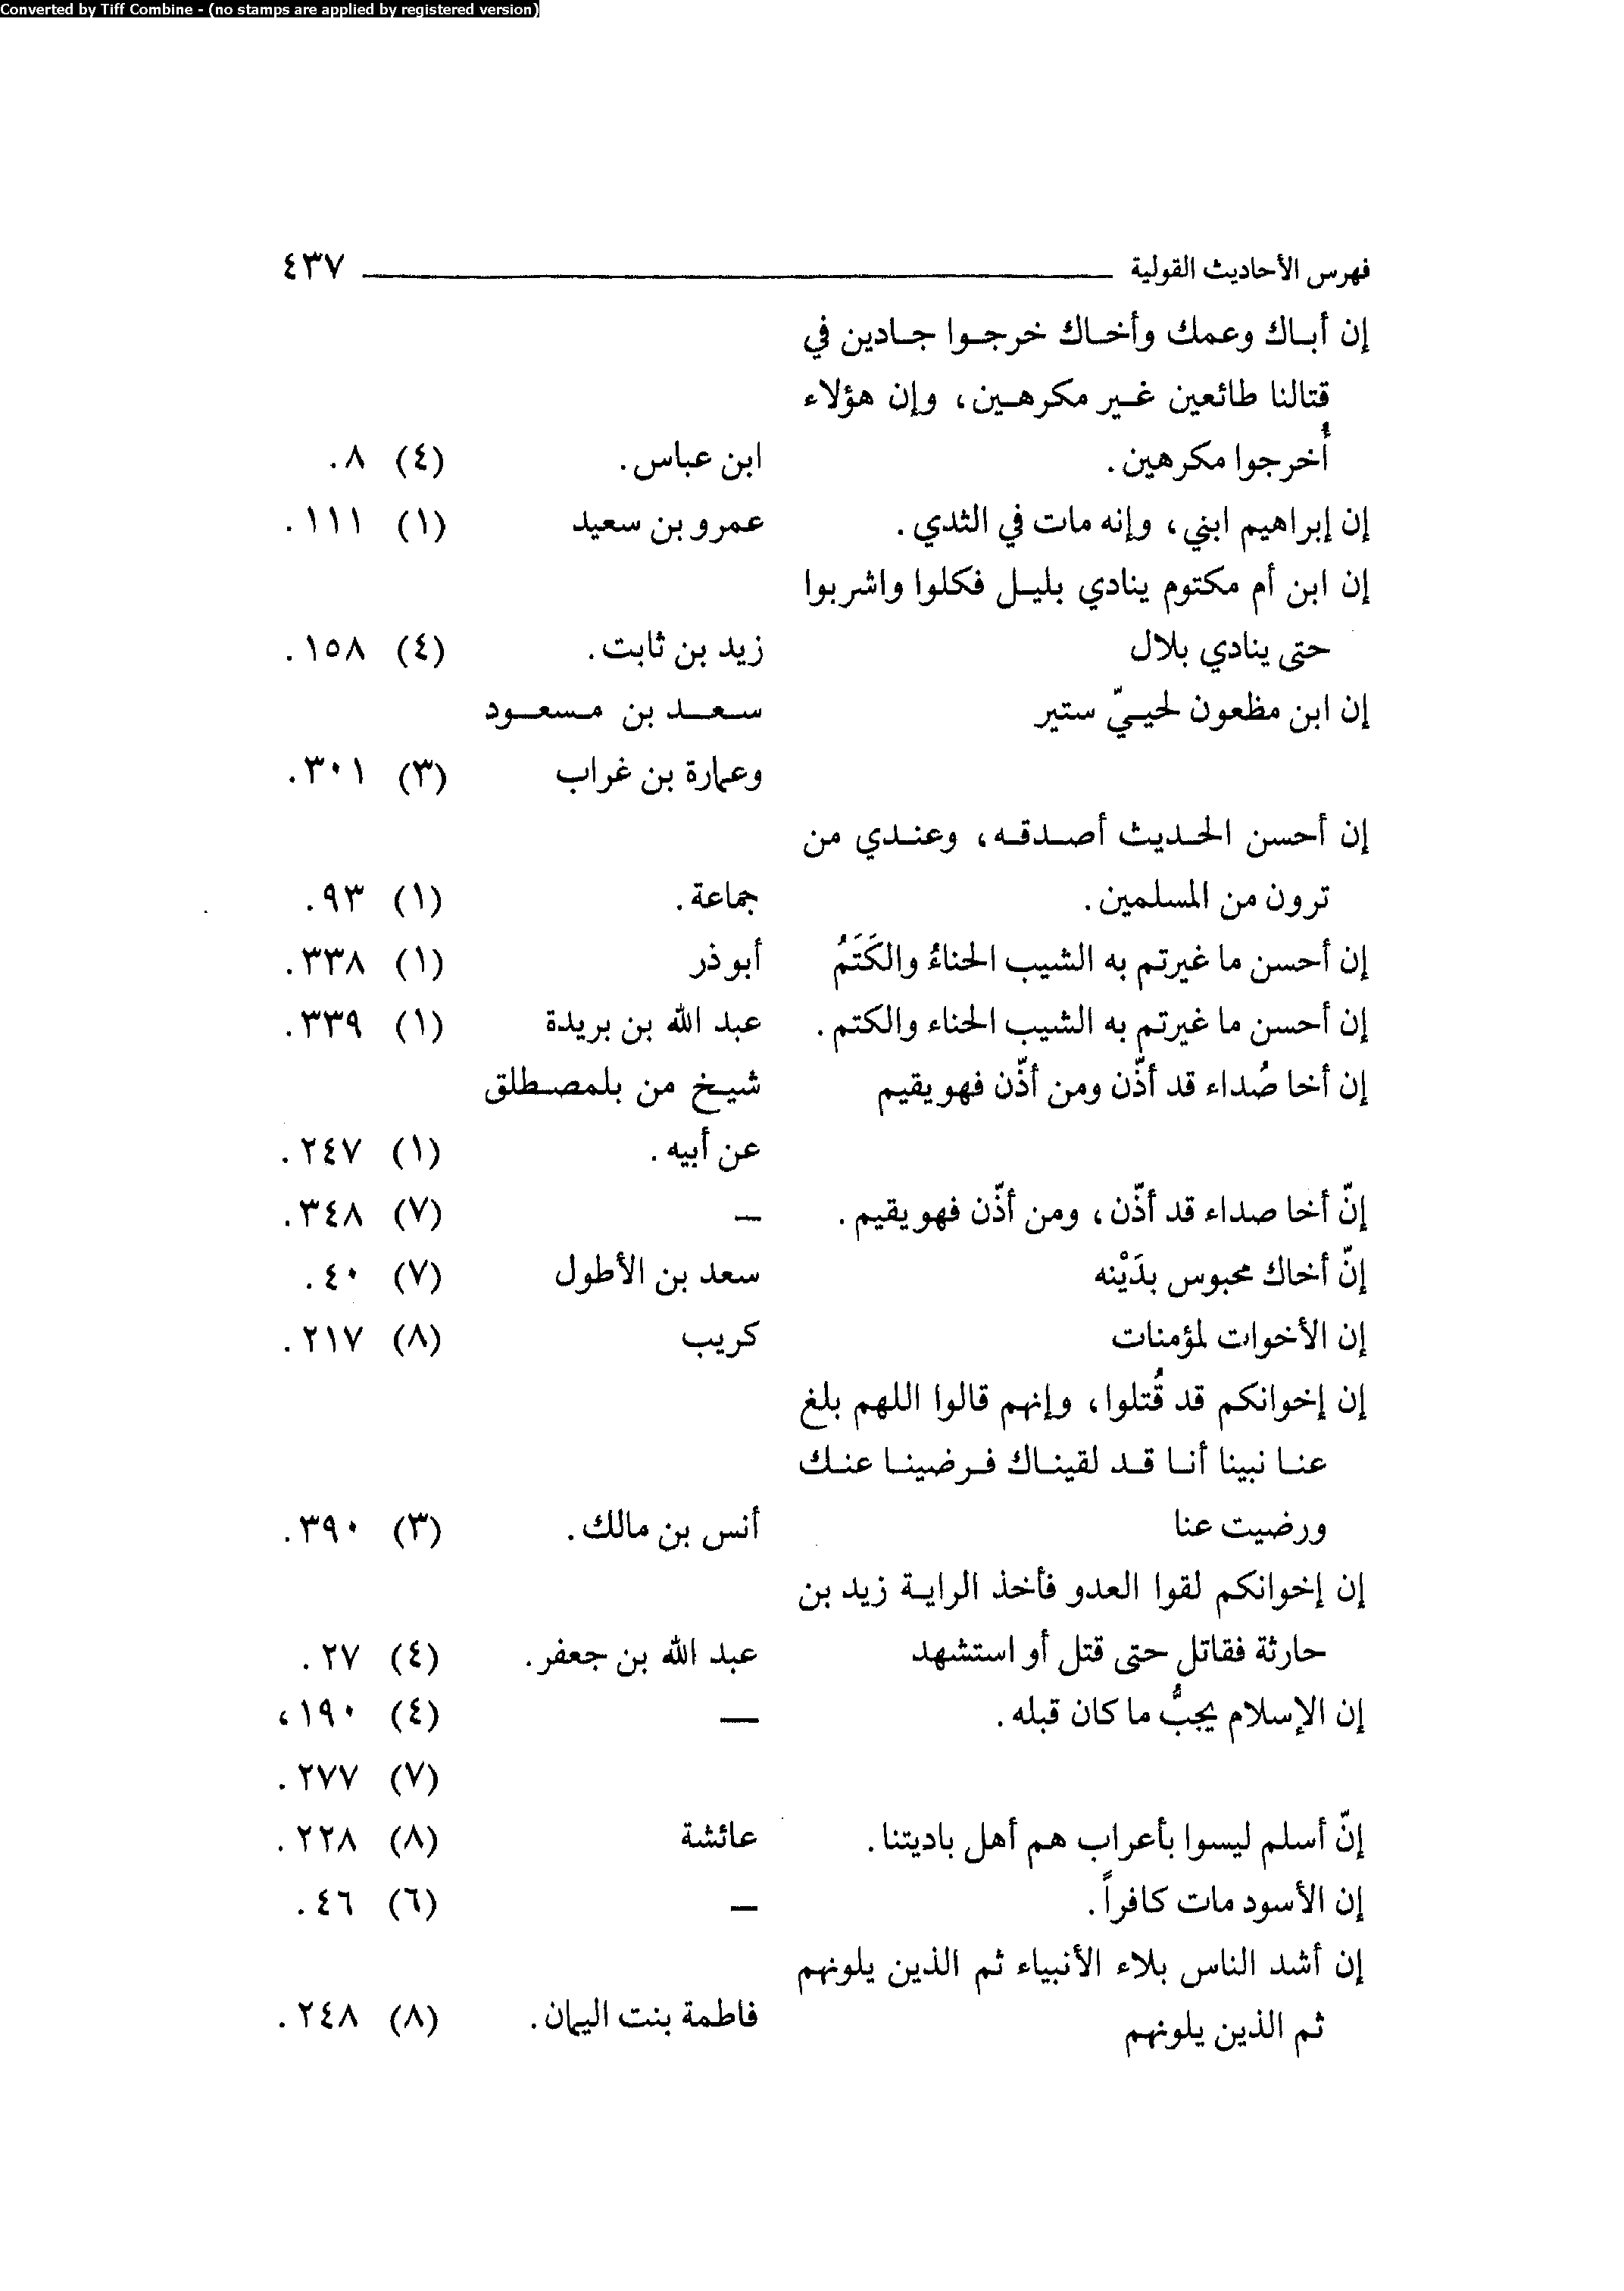 Converted by Tiff Combine - (no stamps are applied by registered version)
فهرس الأحاديث القولية ٤٣٧
إن أباك وعمك وأخاك خرجوا جادين في
قتالنا طائعين غير مكرهين، وإن هؤلاء
أُخرجوا مكرهين. ابن عباس. (٤) ٨.
إن إبراهيم ابني، وإنه مات في الثدي. عمرو بن سعيد (١) ١١١.
إن ابن أم مكتوم ينادي بليل فكلوا واشربوا
حتى ينادي بلال زيد بن ثابت. (٤) ١٥٨.
إن ابن مظعون لحييّ ستير سعد بن مسعود
وعمارة بن غراب (٣) ٣٠١.
إن أحسن الحديث أصدقه، وعندي من
ترون من المسلمين. جماعة. (١) ٩٣.
إن أحسن ما غيرتم به الشيب الحناءُ والكَتَمُ أبو ذر (١) ٣٣٨.
إن أحسن ما غيرتم به الشيب الحناء والكتم. عبد الله بن بريدة (١) ٣٣٩.
إن أخا صُداء قد أذّن ومن أذّن فهو يقيم شيخ من بلمصطلق
عن أبيه. (١) ٢٤٧.
إنّ أخا صداء قد أذّن، ومن أذّن فهو يقيم. — (٧) ٣٤٨.
إنّ أخاك محبوس بدَيْنه سعد بن الأطول (٧) ٤٠.
إن الأخوات لمؤمنات كريب (٨) ٢١٧.
إن إخوانكم قد قُتلوا، وإنهم قالوا اللهم بلغ
عنا نبينا أنا قد لقيناك فرضينا عنك
ورضيت عنا أنس بن مالك. (٣) ٣٩٠.
إن إخوانكم لقوا العدو فأخذ الراية زيد بن
حارثة فقاتل حتى قتل أو استشهد عبد الله بن جعفر. (٤) ٢٧.
إن الإسلام يجبُّ ما كان قبله. — (٤) ١٩٠،
(٧) ٢٧٧.
إنّ أسلم ليسوا بأعراب هم أهل باديتنا. عائشة (٨) ٢٢٨.
إن الأسود مات كافراً. — (٦) ٤٦.
إن أشد الناس بلاء الأنبياء ثم الذين يلونهم
ثم الذين يلونهم فاطمة بنت اليمان. (٨) ٢٤٨.